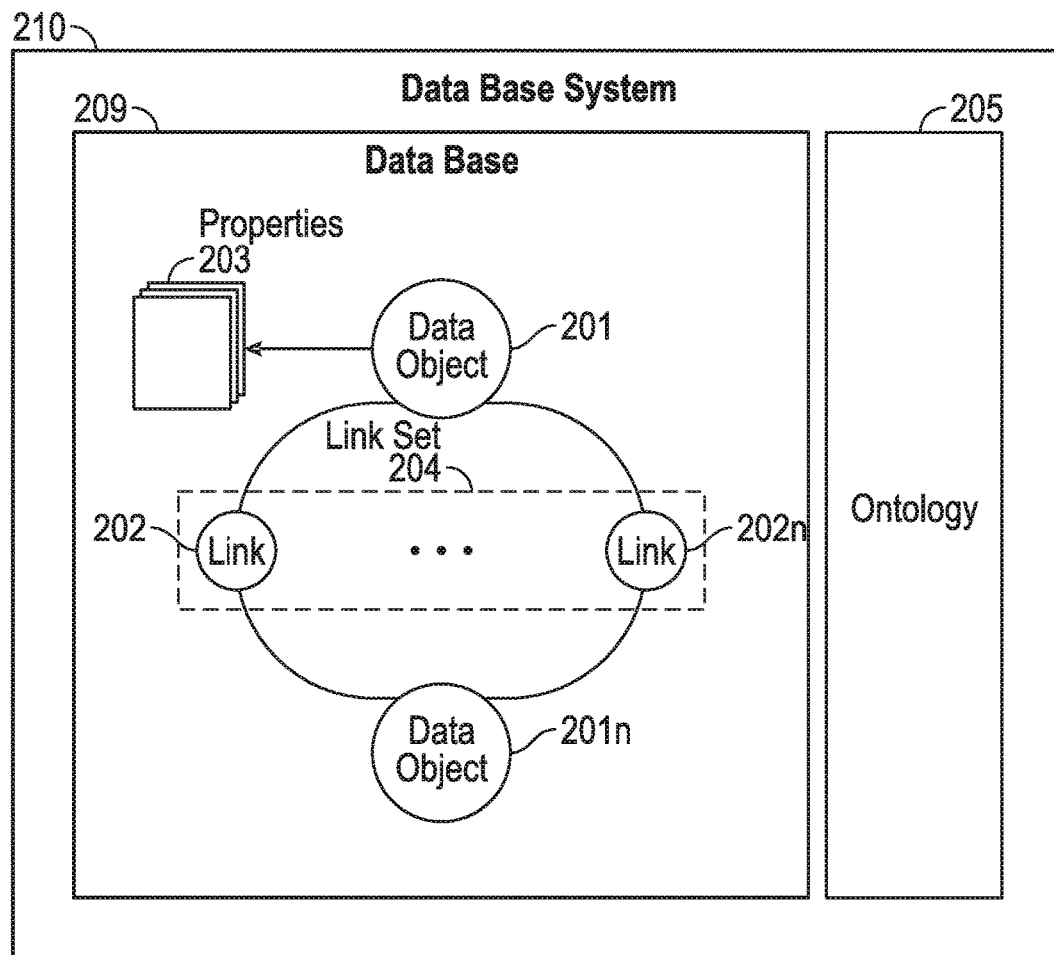 210
Data Base System
209
205
Data Base
Properties
203
Data
Object
201
Link Set
204
202
Link
• • •
Link
202n
Ontology
Data
Object
201n